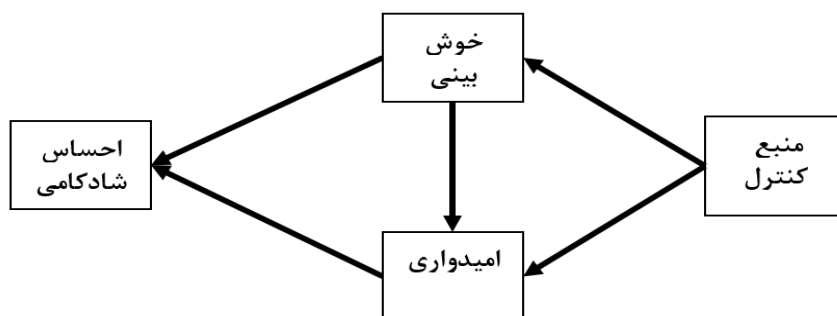 خوش
بینی
منبع
کنترل
احساس
شادکامی
امیدواری